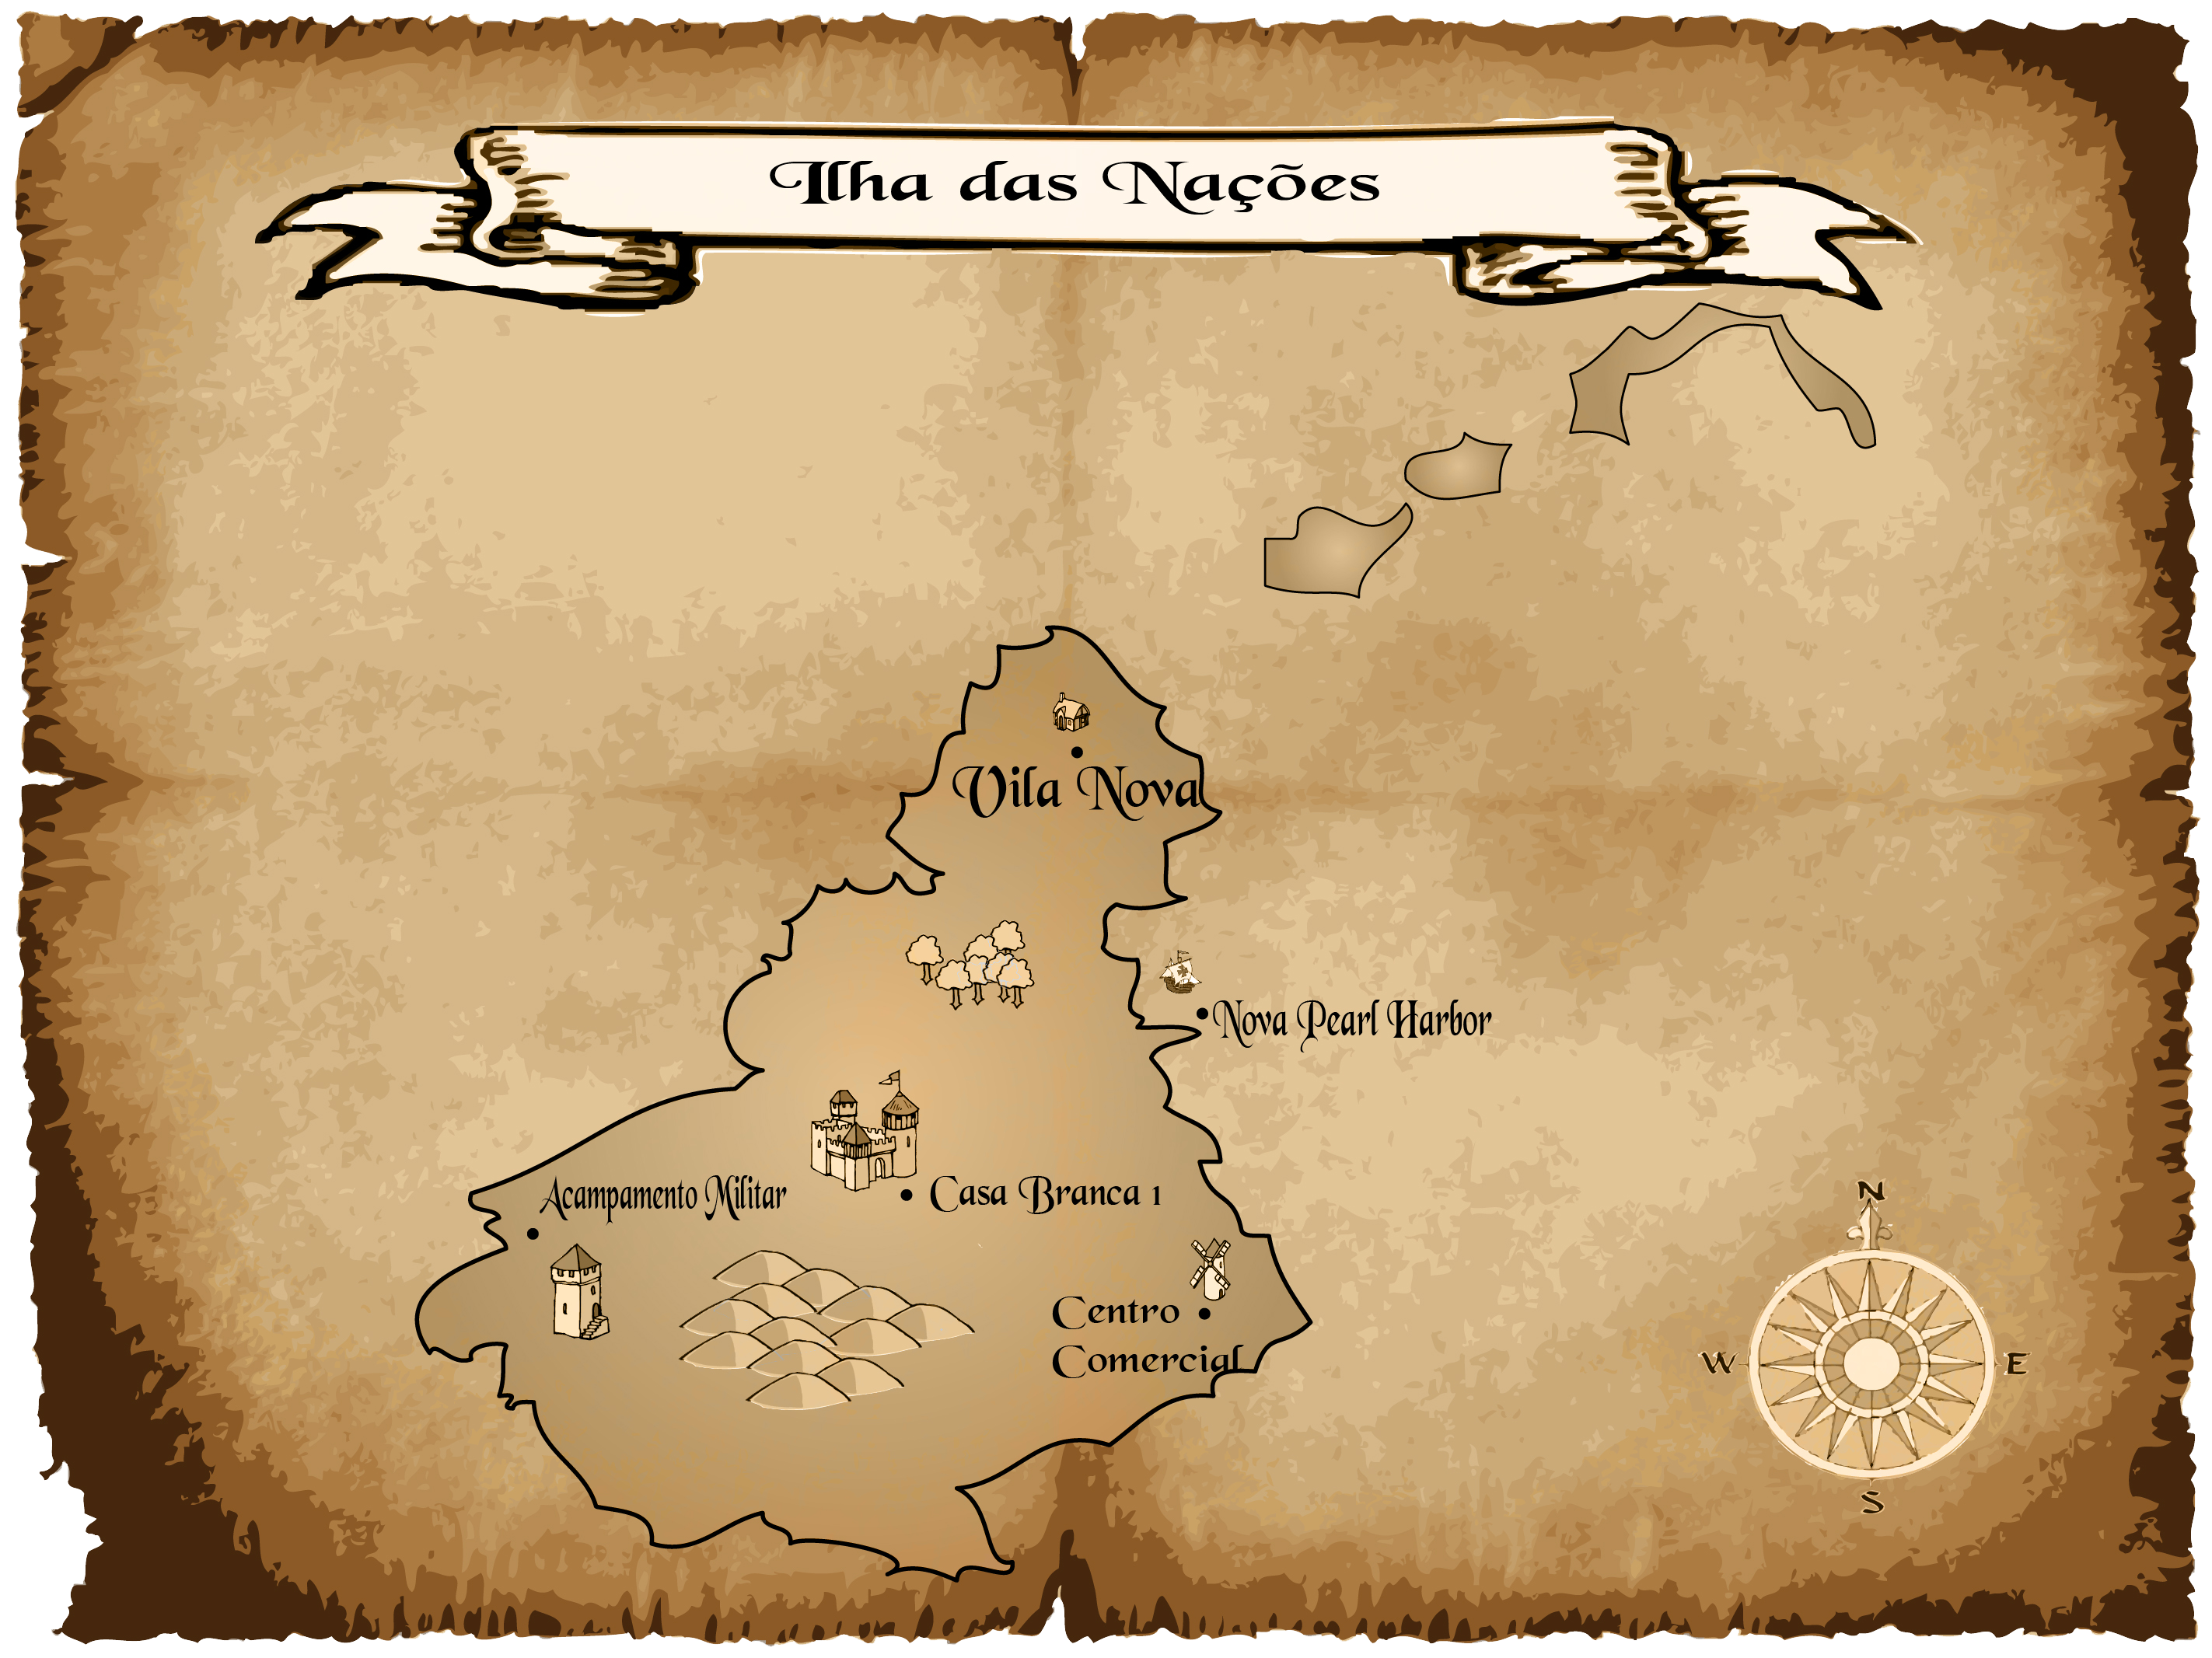 Ilha das Nações
Vila Nova
Nova Pearl Harbor
Acampamento Militar
Casa Branca 1
N
Centro
Comercial
W
E
S